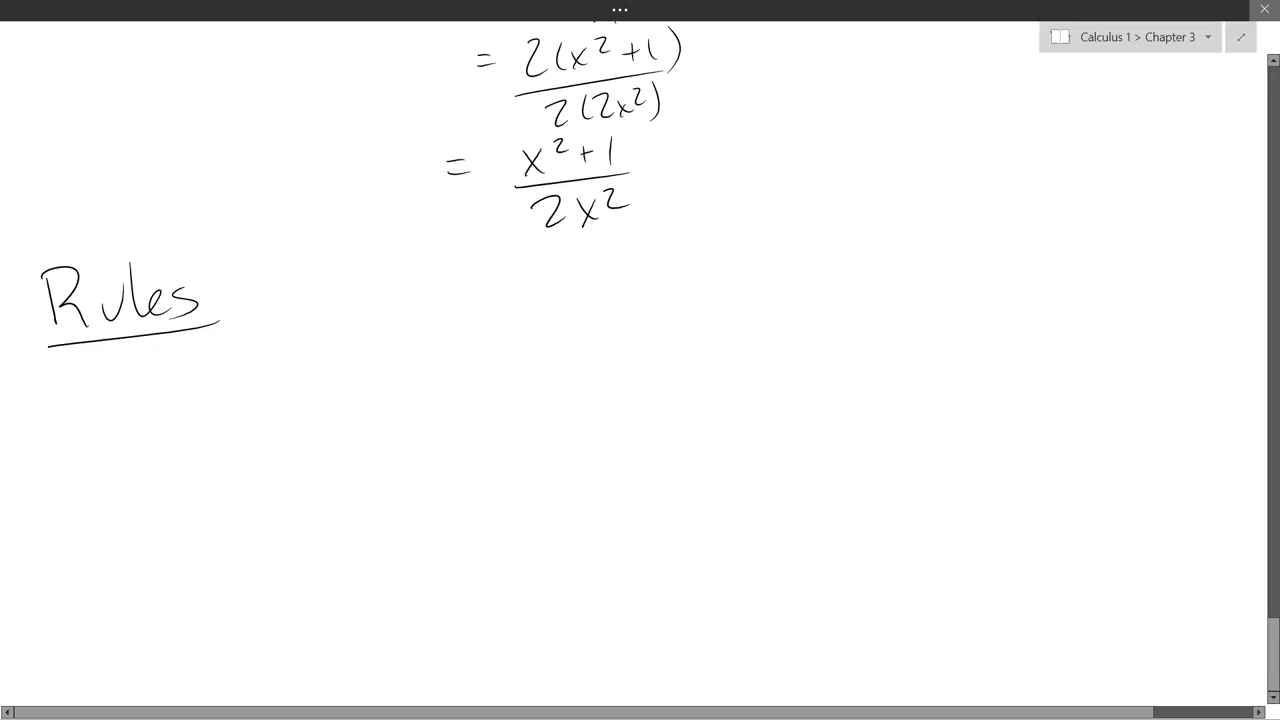 ...
Calculus 1 > Chapter 3
= 2(x²+1)
2(2x²)
= x²+1
2x²
Rules